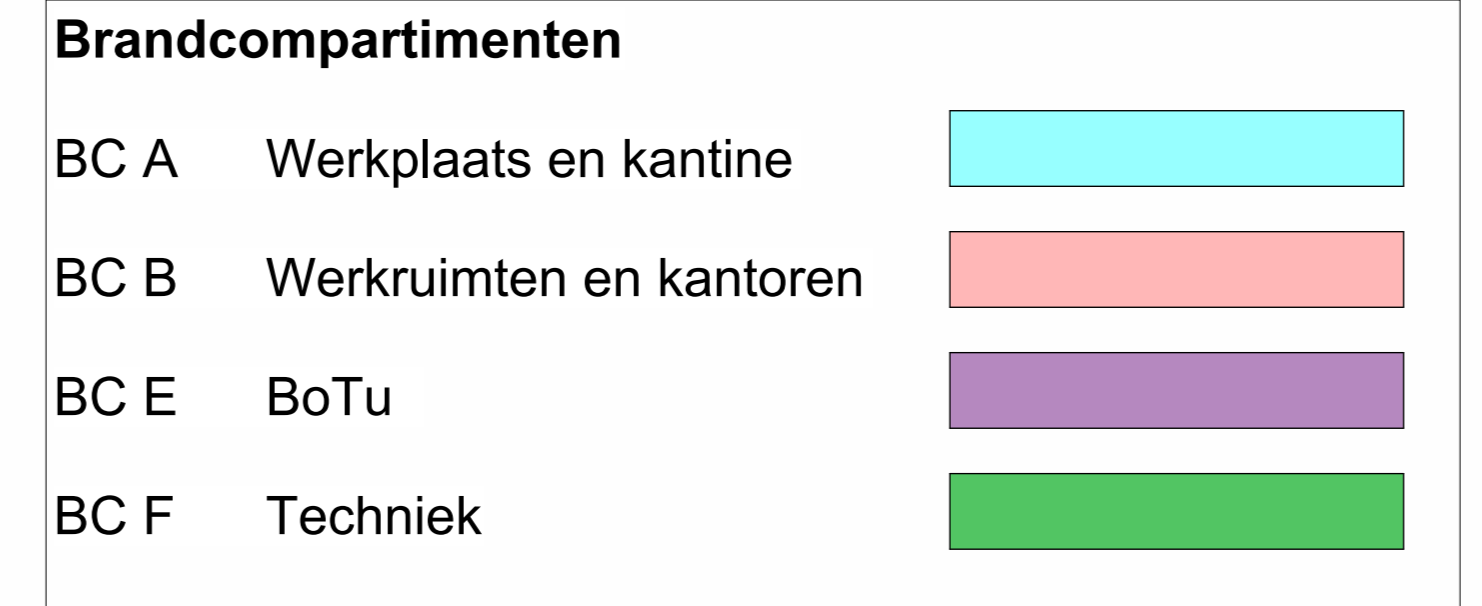 Brandcompartimenten
BC A Werkplaats en kantine
BC B Werkruimten en kantoren
BC E BoTu
BC F Techniek